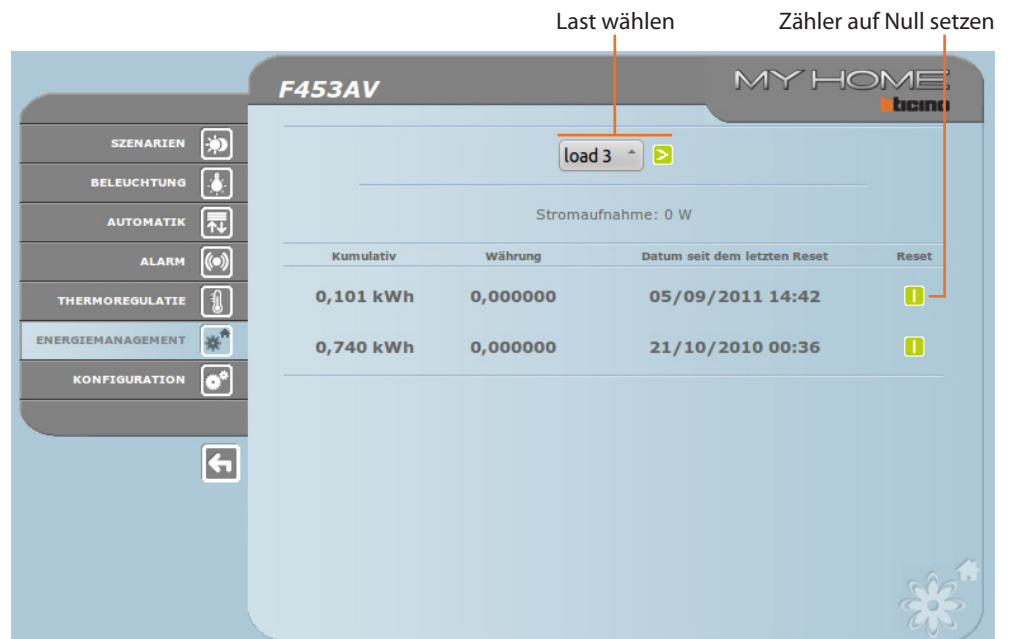 Last wählen
Zähler auf Null setzen
F453AV
MY HOME
bticino
SZENARIEN
BELEUCHTUNG
AUTOMATIK
ALARM
THERMOREGULATIE
ENERGIEMANAGEMENT
KONFIGURATION
load 3
Stromaufnahme: 0 W
Kumulativ Währung Datum seit dem letzten Reset Reset
0,101 kWh 0,000000 05/09/2011 14:42
0,740 kWh 0,000000 21/10/2010 00:36